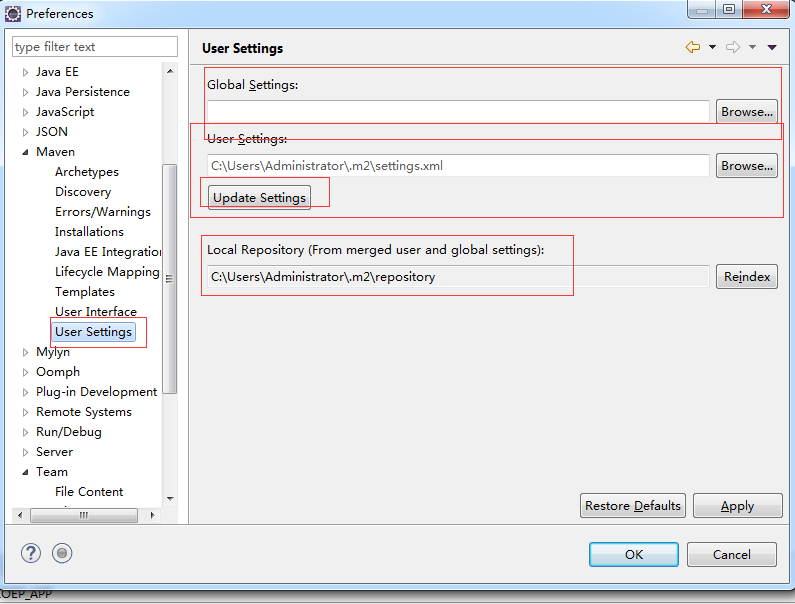 Preferences
type filter text
Java EE
Java Persistence
JavaScript
JSON
Maven
Archetypes
Discovery
Errors/Warnings
Installations
Java EE Integration
Lifecycle Mapping
Templates
User Interface
User Settings
Mylyn
Oomph
Plug-in Development
Remote Systems
Run/Debug
Server
Team
File Content
User Settings
Global Settings:
Browse...
User Settings:
C:\Users\Administrator\.m2\settings.xml
Browse...
Update Settings
Local Repository (From merged user and global settings):
C:\Users\Administrator\.m2\repository
Reindex
Restore Defaults
Apply
OK
Cancel